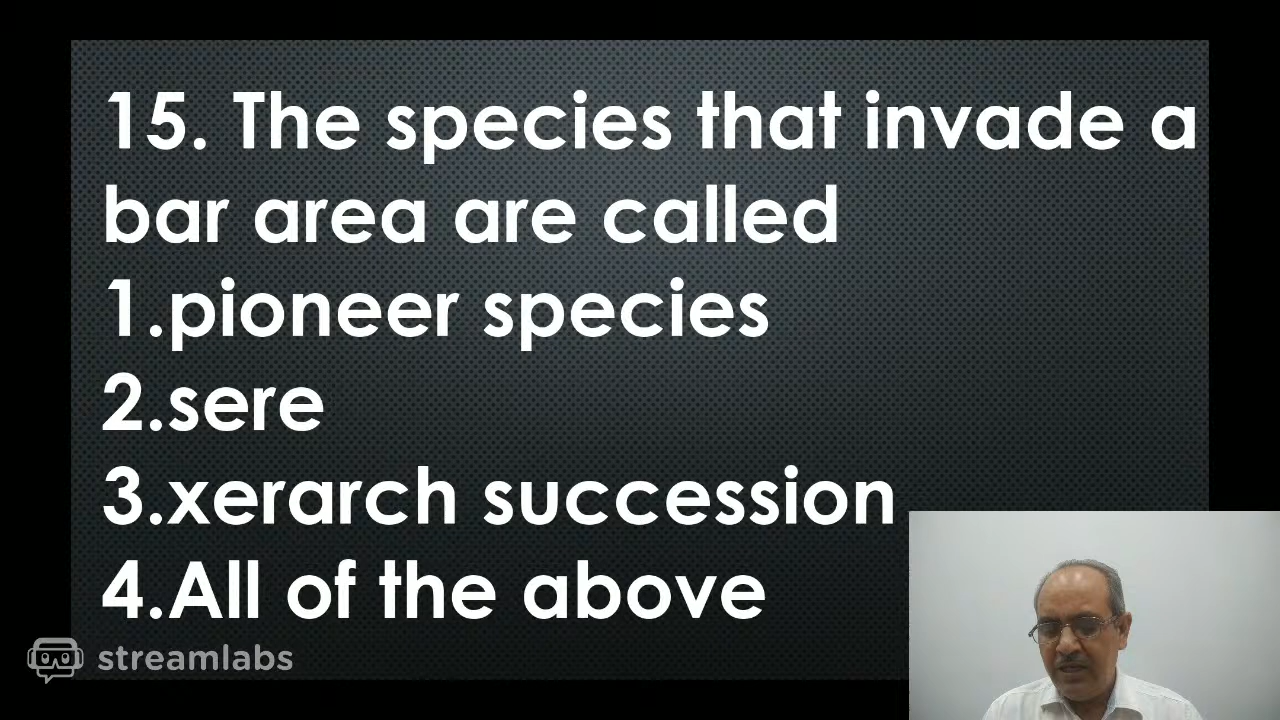 15. The species that invade a
bar area are called
1.pioneer species
2.sere
3.xerarch succession
4.All of the above
streamlabs